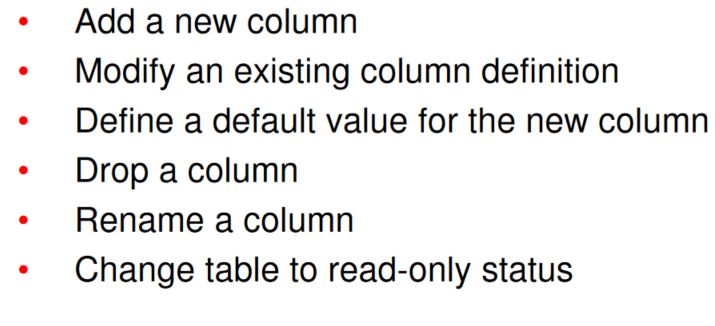 • Add a new column
• Modify an existing column definition
• Define a default value for the new column
• Drop a column
• Rename a column
• Change table to read-only status